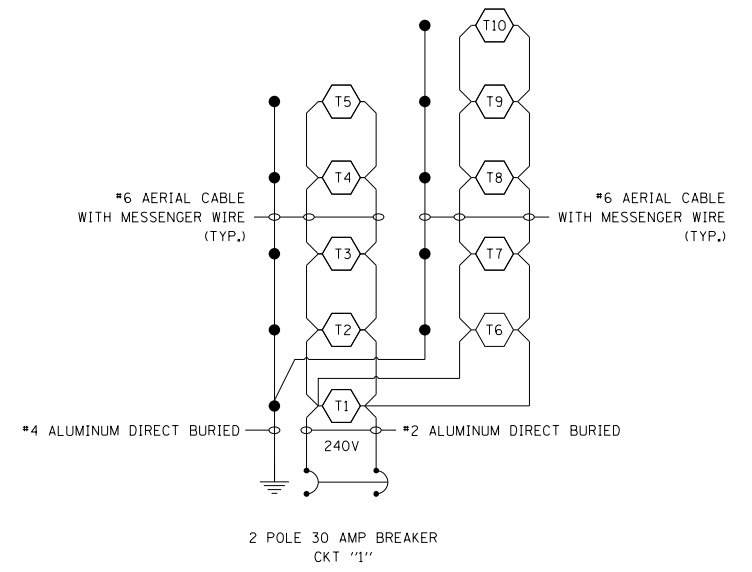 T10
T5
T9
T4
T8
#6 AERIAL CABLE
WITH MESSENGER WIRE
(TYP.)
#6 AERIAL CABLE
WITH MESSENGER WIRE
(TYP.)
T3
T7
T2
T6
T1
#4 ALUMINUM DIRECT BURIED
#2 ALUMINUM DIRECT BURIED
240V
2 POLE 30 AMP BREAKER
CKT "1"